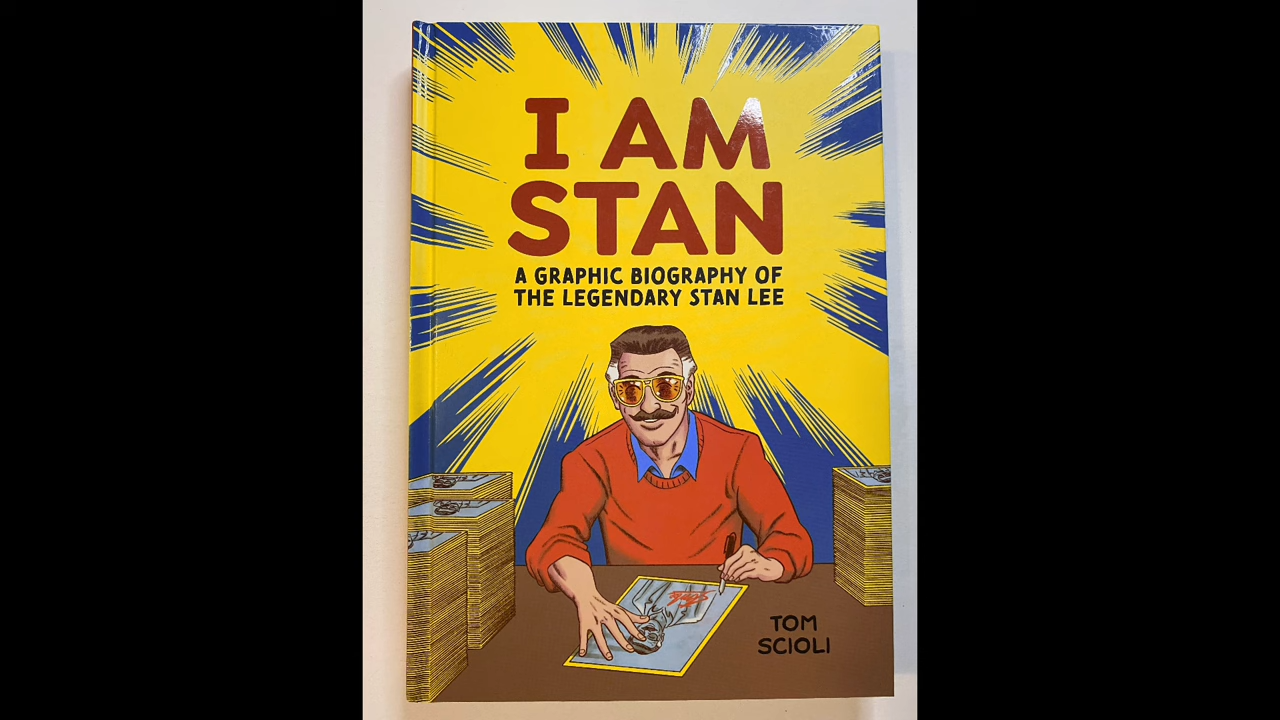 I AM
STAN
A GRAPHIC BIOGRAPHY OF
THE LEGENDARY STAN LEE
TOM
SCIOLI